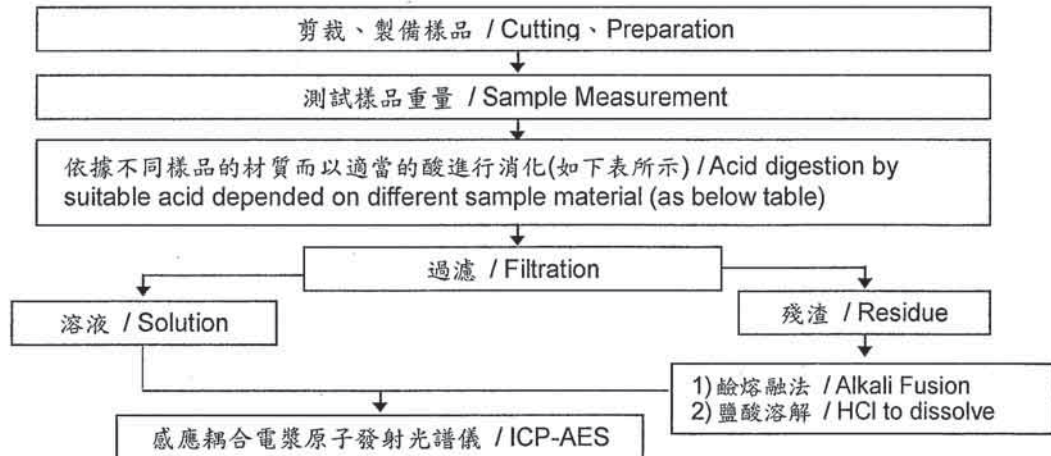 剪裁、製備樣品 / Cutting、Preparation
測試樣品重量 / Sample Measurement
依據不同樣品的材質而以適當的酸進行消化(如下表所示) / Acid digestion by
suitable acid depended on different sample material (as below table)
過濾 / Filtration
溶液 / Solution
殘渣 / Residue
1) 鹼熔融法 / Alkali Fusion
2) 鹽酸溶解 / HCl to dissolve
感應耦合電漿原子發射光譜儀 / ICP-AES